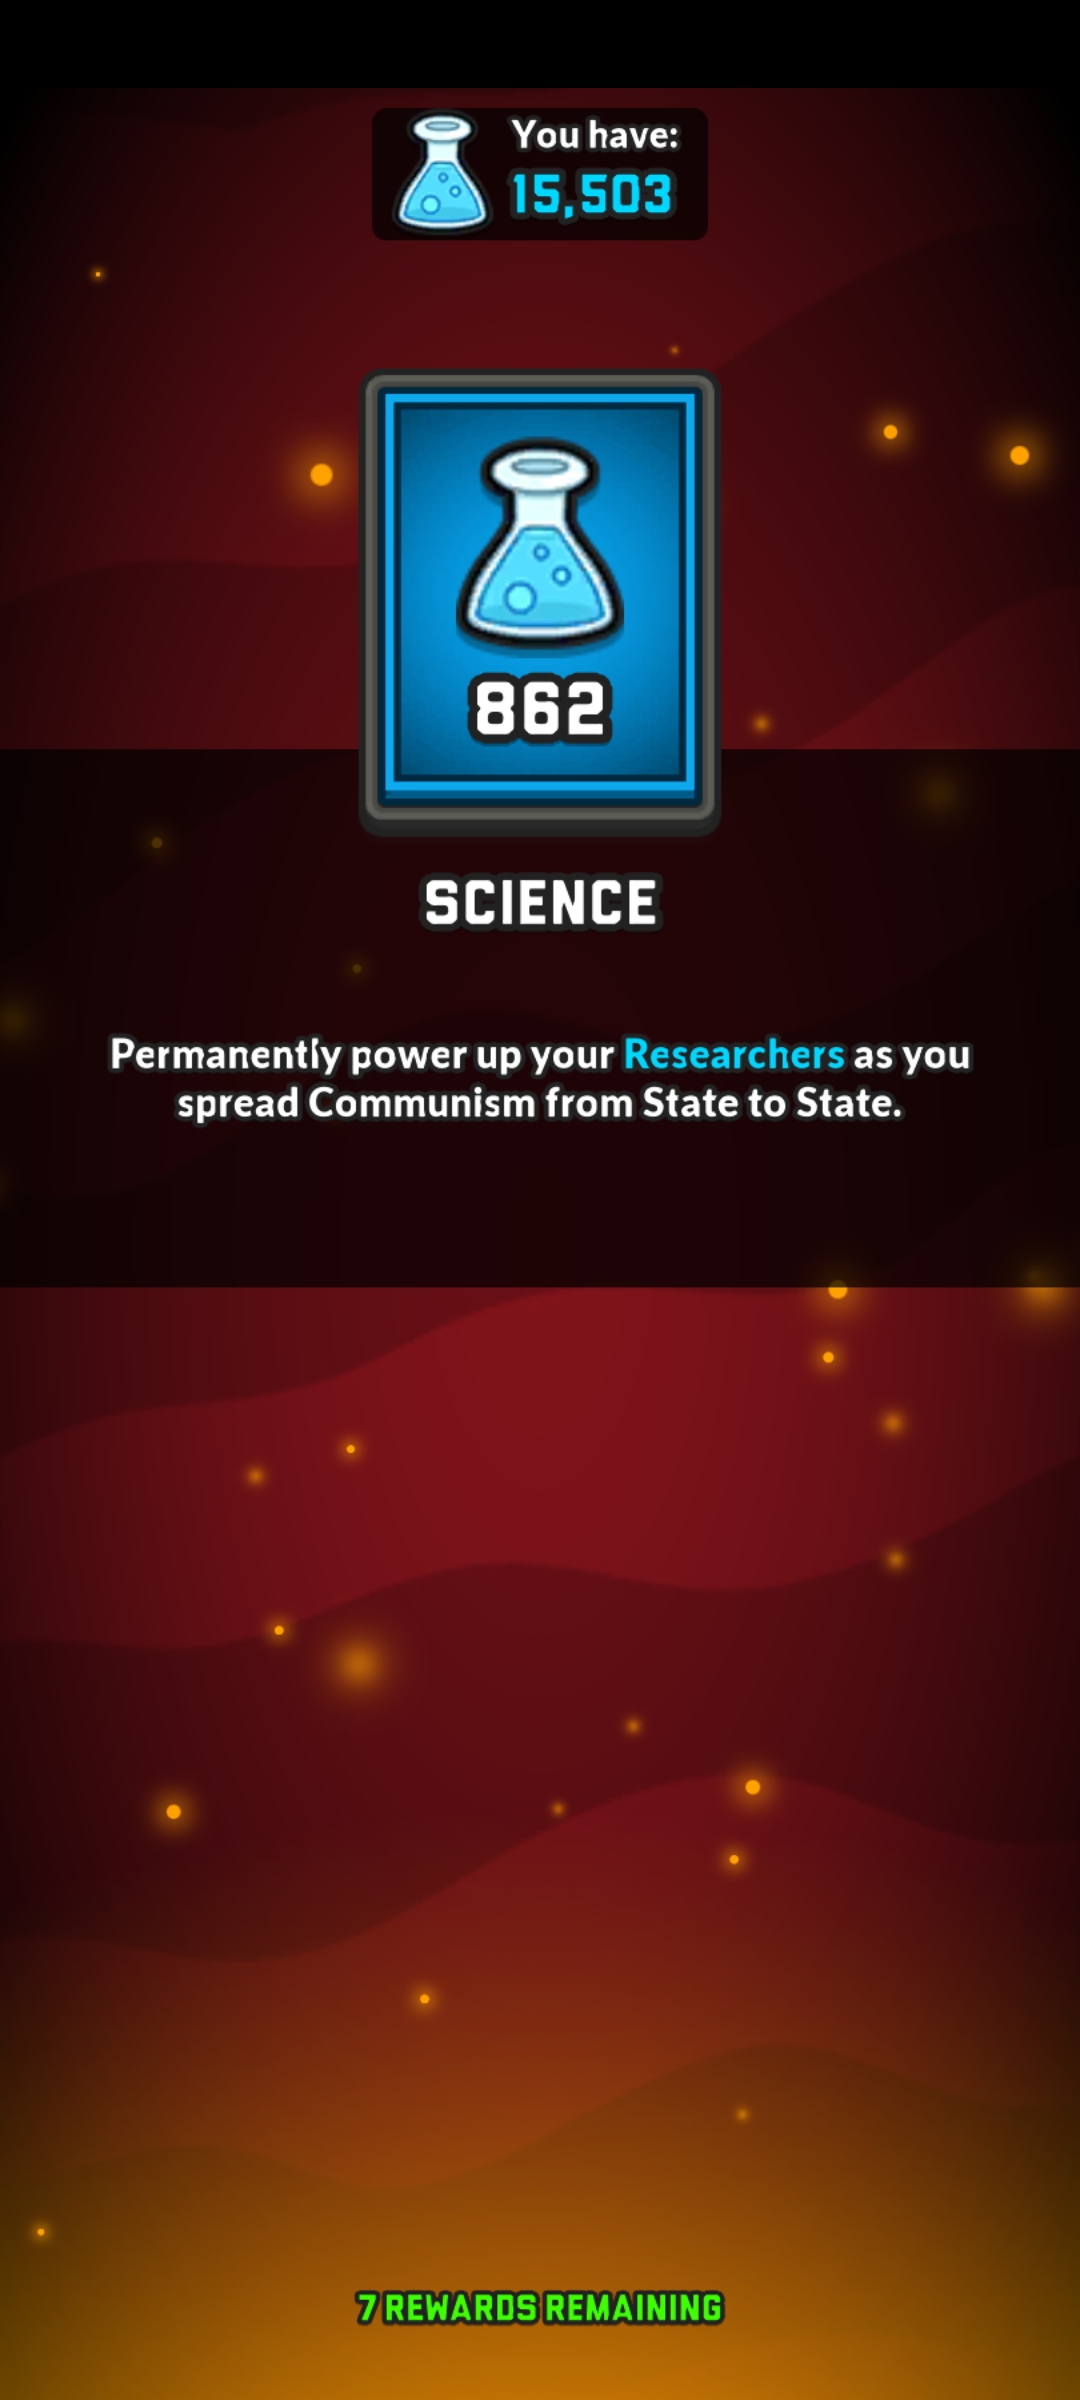 You have:
15,503
862
SCIENCE
Permanently power up your Researchers as you
spread Communism from State to State.
7 REWARDS REMAINING